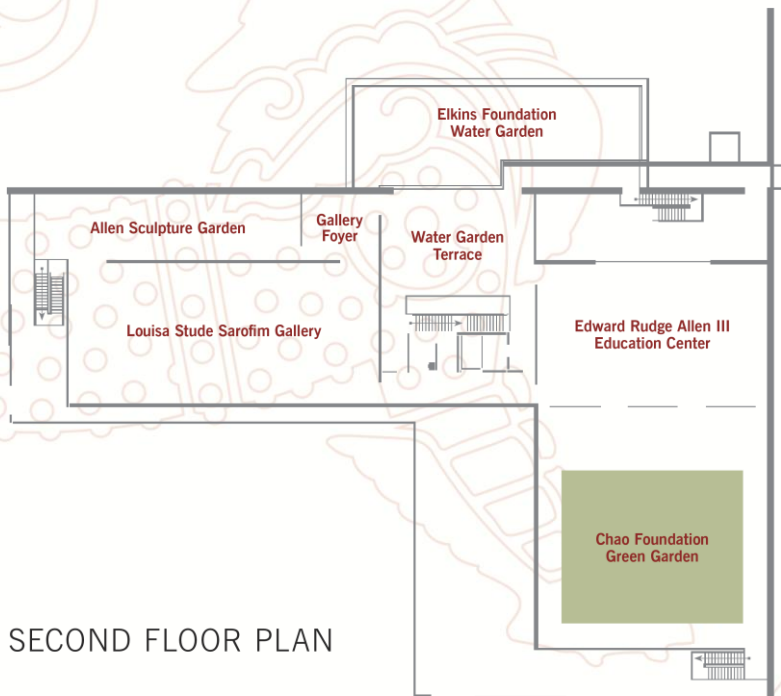 Elkins Foundation
Water Garden
Allen Sculpture Garden
Gallery
Foyer
Water Garden
Terrace
Louisa Stude Sarofim Gallery
Edward Rudge Allen III
Education Center
Chao Foundation
Green Garden
SECOND FLOOR PLAN